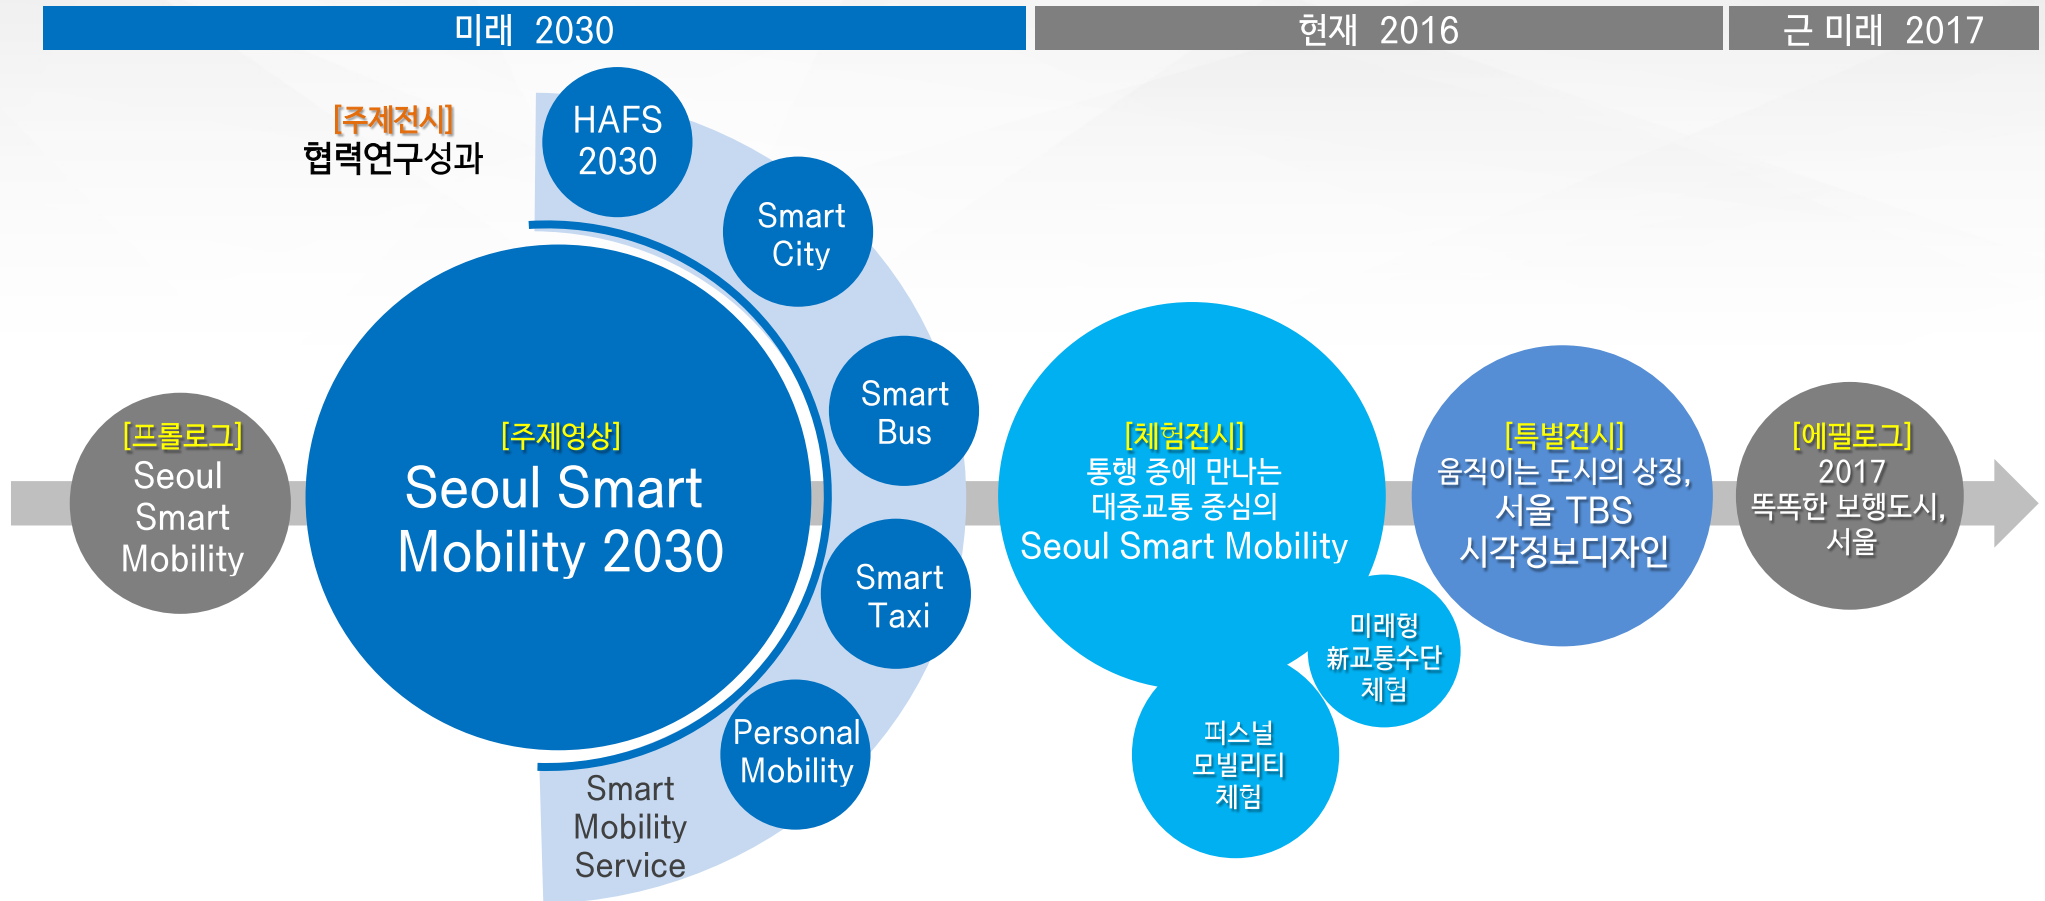 미래 2030
현재 2016
근 미래 2017
[주제전시]
협력연구성과
HAFS
2030
Smart
City
Smart
Bus
Smart
Taxi
Personal
Mobility
Smart
Mobility
Service
[프롤로그]
Seoul
Smart
Mobility
[주제영상]
Seoul Smart
Mobility 2030
[체험전시]
통행 중에 만나는
대중교통 중심의
Seoul Smart Mobility
미래형
新교통수단
체험
퍼스널
모빌리티
체험
[특별전시]
움직이는 도시의 상징,
서울 TBS
시각정보디자인
[에필로그]
2017
똑똑한 보행도시,
서울